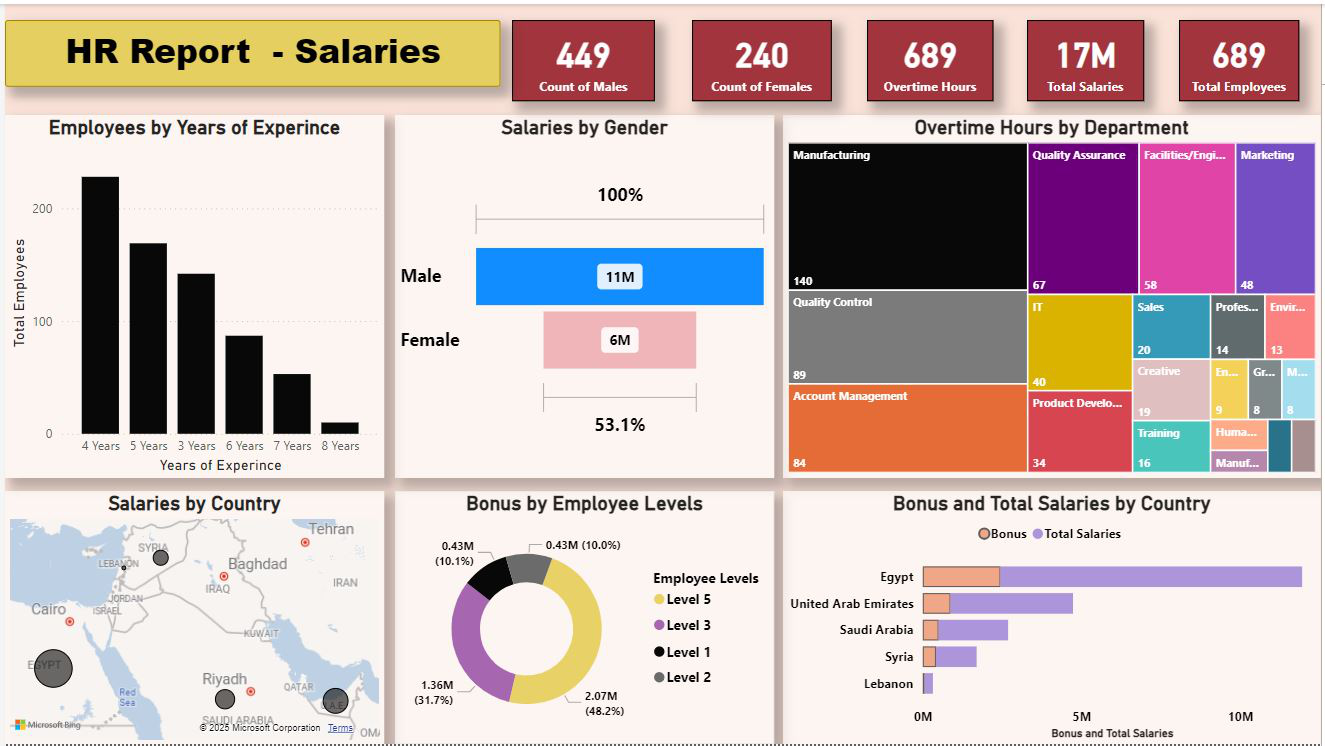 HR Report - Salaries
449
Count of Males
240
Count of Females
689
Overtime Hours
17M
Total Salaries
689
Total Employees
Employees by Years of Experince
Total Employees
200
100
0
4 Years
5 Years
3 Years
6 Years
7 Years
8 Years
Years of Experince
Salaries by Gender
100%
Male
11M
Female
6M
53.1%
Overtime Hours by Department
Manufacturing
140
Quality Control
89
Account Management
84
Quality Assurance
67
Facilities/Engi...
58
Marketing
48
IT
40
Product Develo...
34
Sales
20
Creative
19
Training
16
Profes...
14
Envir...
13
En...
9
Gr...
8
M...
8
Huma...
Manuf...
Salaries by Country
Tehran
SYRIA
LEBANON
Baghdad
IRAQ
IRAN
JORDAN
ISRAEL
Cairo
KUWAIT
EGYPT
Riyadh
QATAR
Red
Sea
U.A.E.
SAUDI ARABIA
OMA
Microsoft Bing
© 2025 Microsoft Corporation Terms
Bonus by Employee Levels
0.43M
(10.1%)
0.43M (10.0%)
1.36M
(31.7%)
2.07M
(48.2%)
Employee Levels
Level 5
Level 3
Level 1
Level 2
Bonus and Total Salaries by Country
Bonus
Total Salaries
Egypt
United Arab Emirates
Saudi Arabia
Syria
Lebanon
0M
5M
10M
Bonus and Total Salaries